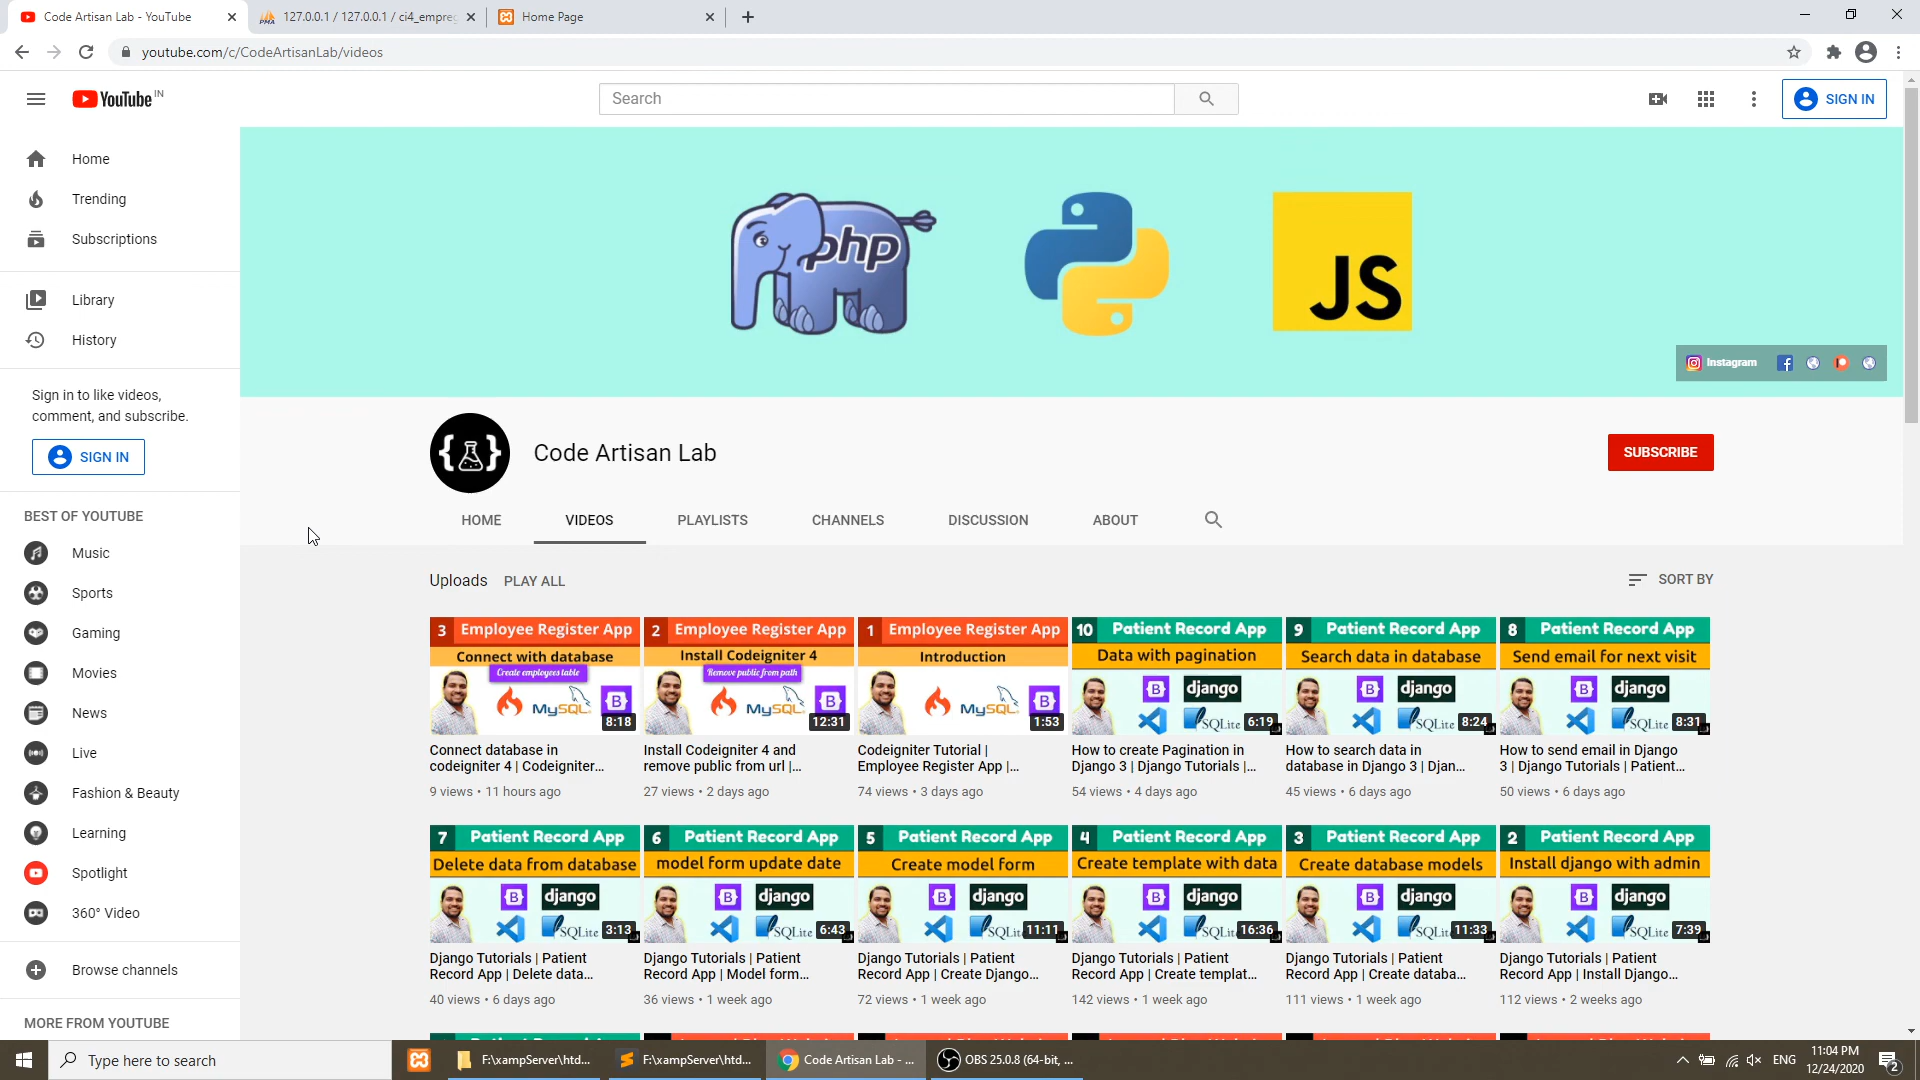 Code Artisan Lab - YouTube
127.0.0.1 / 127.0.0.1 / ci4_empreg
Home Page
youtube.com/c/CodeArtisanLab/videos
YouTube IN
Search
SIGN IN
Home
Trending
Subscriptions
Library
History
Sign in to like videos,
comment, and subscribe.
SIGN IN
BEST OF YOUTUBE
Music
Sports
Gaming
Movies
News
Live
Fashion & Beauty
Learning
Spotlight
360° Video
Browse channels
MORE FROM YOUTUBE
php
JS
Instagram
Code Artisan Lab
SUBSCRIBE
HOME
VIDEOS
PLAYLISTS
CHANNELS
DISCUSSION
ABOUT
Uploads
PLAY ALL
SORT BY
3 Employee Register App
Connect with database
Create employees table
MySQL
B
8:18
Connect database in
codeigniter 4 | Codeigniter...
9 views • 11 hours ago
2 Employee Register App
Install Codeigniter 4
Remove public from path
MySQL
B
12:31
Install Codeigniter 4 and
remove public from url |...
27 views • 2 days ago
1 Employee Register App
Introduction
MySQL
B
1:53
Codeigniter Tutorial |
Employee Register App |...
74 views • 3 days ago
10 Patient Record App
Data with pagination
B
django
SQLite
6:19
How to create Pagination in
Django 3 | Django Tutorials |...
54 views • 4 days ago
9 Patient Record App
Search data in database
B
django
SQLite
8:24
How to search data in
database in Django 3 | Djan...
45 views • 6 days ago
8 Patient Record App
Send email for next visit
B
django
SQLite
8:31
How to send email in Django
3 | Django Tutorials | Patient...
50 views • 6 days ago
7 Patient Record App
Delete data from database
B
django
SQLite
3:13
Django Tutorials | Patient
Record App | Delete data...
40 views • 6 days ago
6 Patient Record App
model form update date
B
django
SQLite
6:43
Django Tutorials | Patient
Record App | Model form...
36 views • 1 week ago
5 Patient Record App
Create model form
B
django
SQLit
11:11
Django Tutorials | Patient
Record App | Create Django...
72 views • 1 week ago
4 Patient Record App
Create template with data
B
django
SQLit
16:36
Django Tutorials | Patient
Record App | Create templat...
142 views • 1 week ago
3 Patient Record App
Create database models
B
django
SQLit
11:33
Django Tutorials | Patient
Record App | Create databa...
111 views • 1 week ago
2 Patient Record App
Install django with admin
B
django
SQLite
7:39
Django Tutorials | Patient
Record App | Install Django...
112 views • 2 weeks ago
Type here to search
F:\xampServer\htd...
F:\xampServer\htd...
Code Artisan Lab - ...
OBS 25.0.8 (64-bit, ...
ENG
11:04 PM
12/24/2020
2